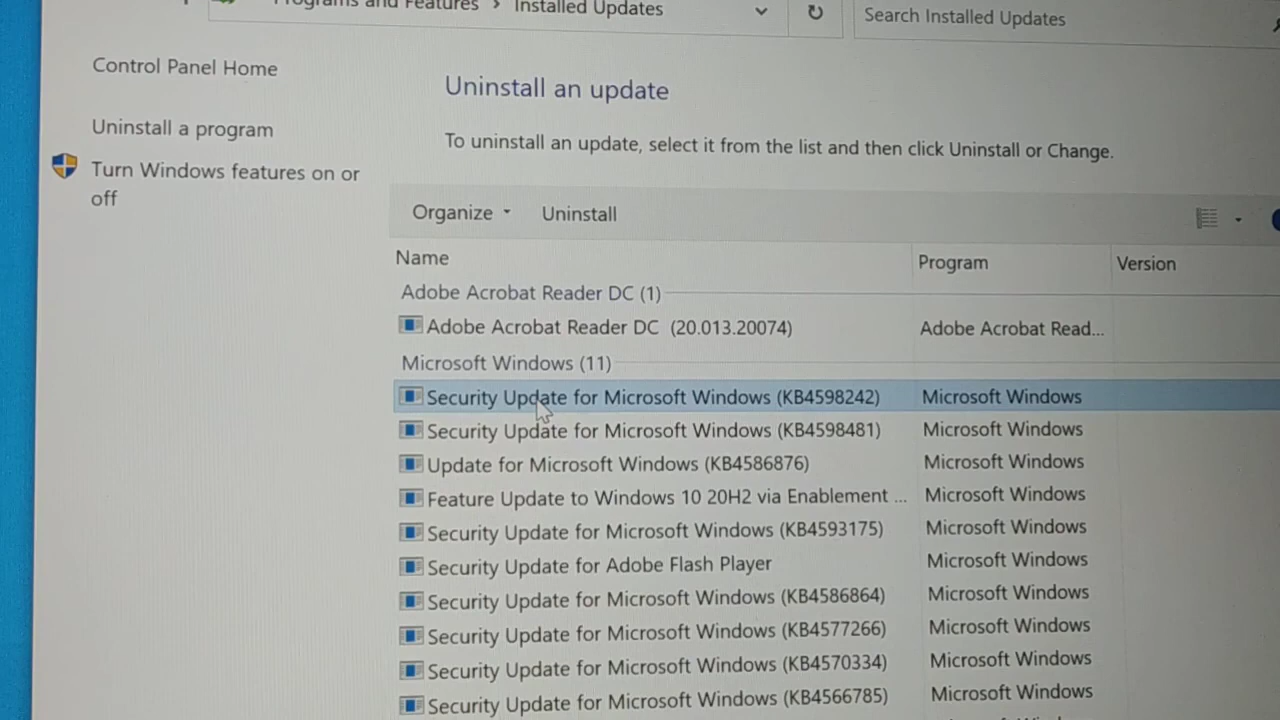 Programs and Features > Installed Updates
Search Installed Updates
Control Panel Home
Uninstall a program
Turn Windows features on or
off
Uninstall an update
To uninstall an update, select it from the list and then click Uninstall or Change.
Organize Uninstall
Name Program Version
Adobe Acrobat Reader DC (1)
Adobe Acrobat Reader DC (20.013.20074) Adobe Acrobat Read...
Microsoft Windows (11)
Security Update for Microsoft Windows (KB4598242) Microsoft Windows
Security Update for Microsoft Windows (KB4598481) Microsoft Windows
Update for Microsoft Windows (KB4586876) Microsoft Windows
Feature Update to Windows 10 20H2 via Enablement ... Microsoft Windows
Security Update for Microsoft Windows (KB4593175) Microsoft Windows
Security Update for Adobe Flash Player Microsoft Windows
Security Update for Microsoft Windows (KB4586864) Microsoft Windows
Security Update for Microsoft Windows (KB4577266) Microsoft Windows
Security Update for Microsoft Windows (KB4570334) Microsoft Windows
Security Update for Microsoft Windows (KB4566785) Microsoft Windows